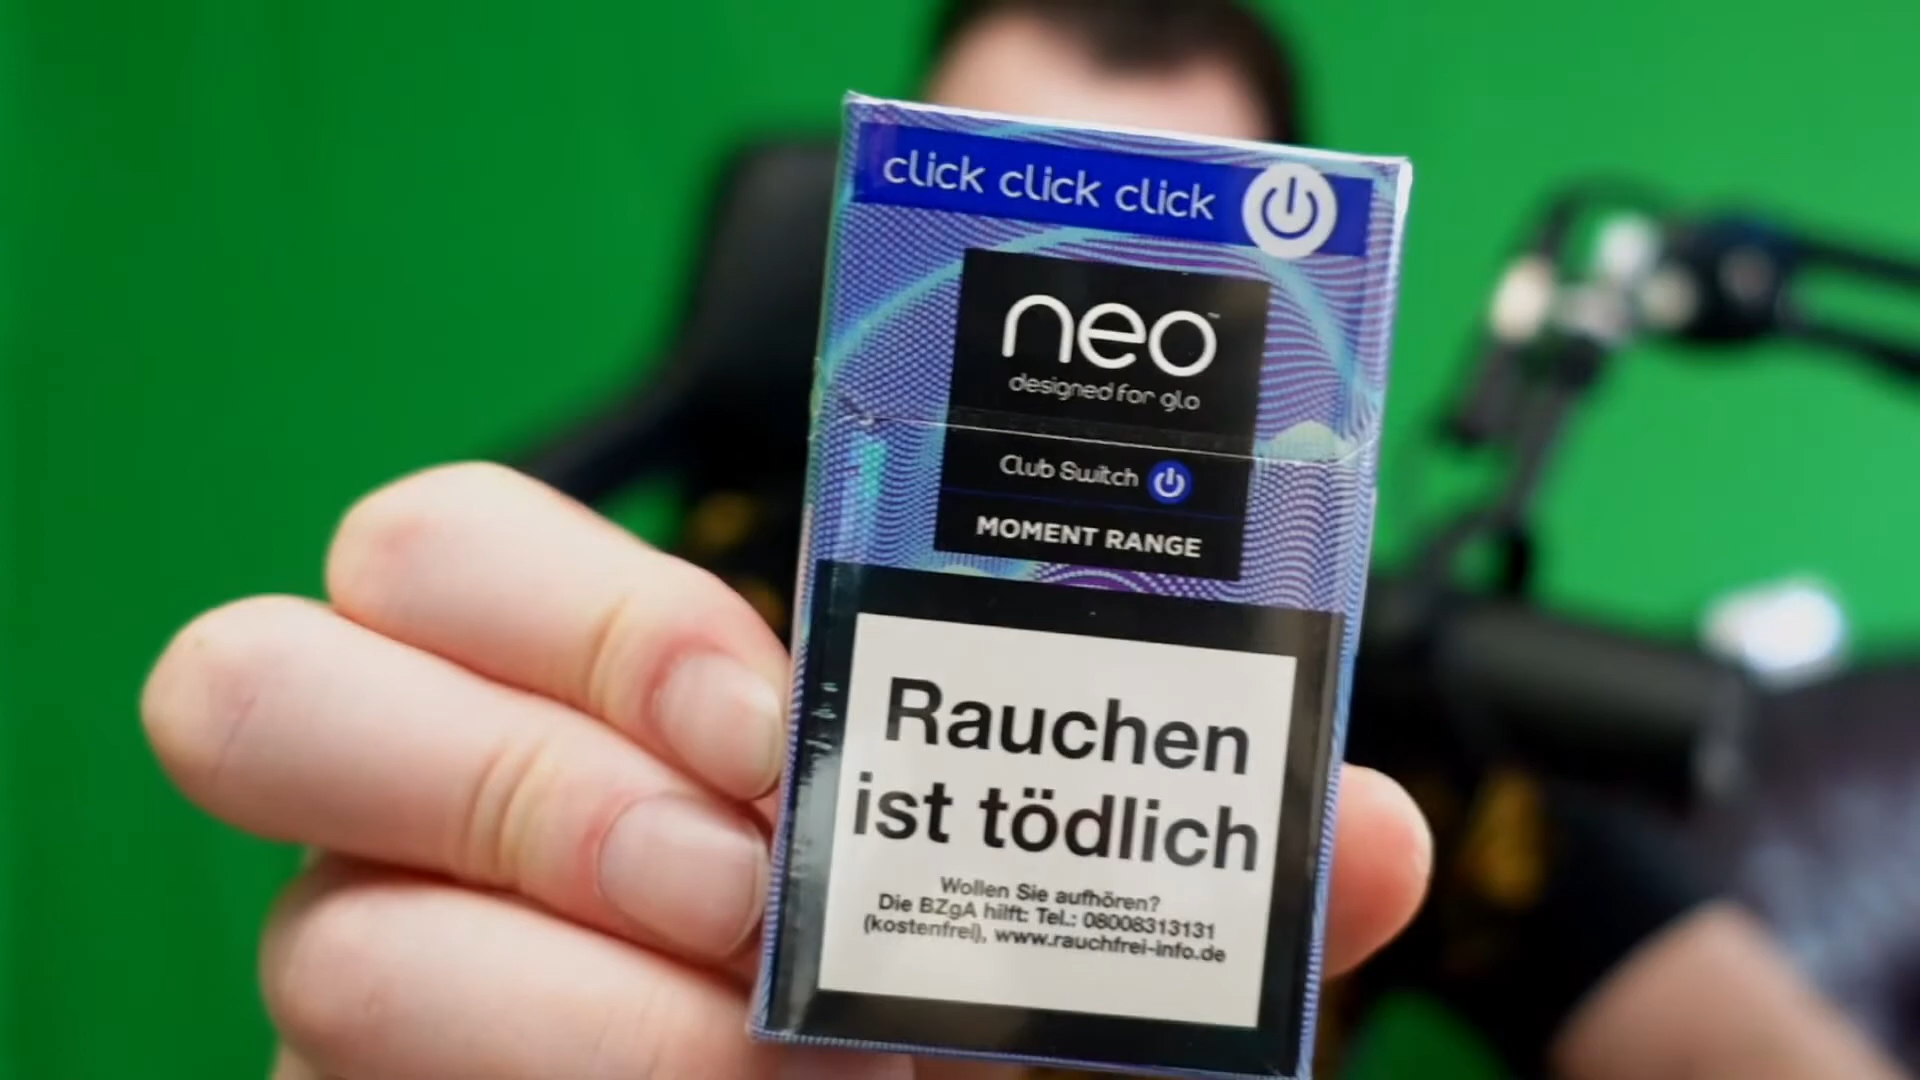 click click click
neo™
designed for glo
Club Switch
MOMENT RANGE
Rauchen
ist tödlich
Wollen Sie aufhören?
Die BZgA hilft: Tel.: 08008313131
(kostenfrei), www.rauchfrei-info.de